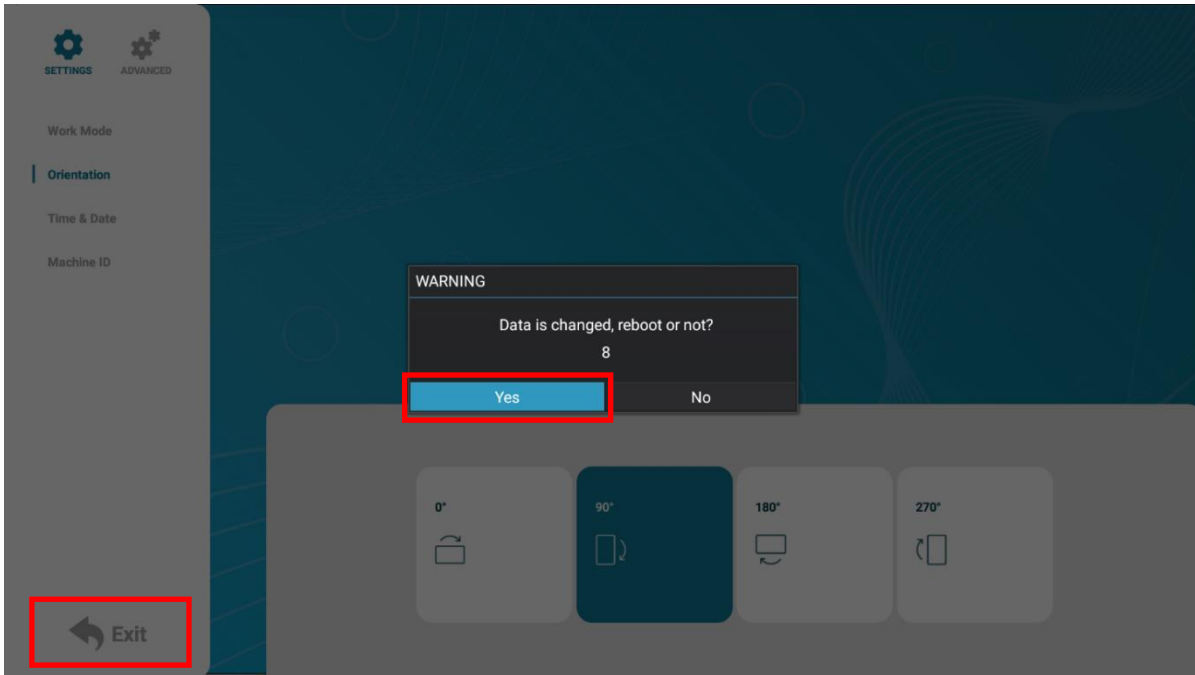 SETTINGS ADVANCED
Work Mode
Orientation
Time & Date
Machine ID
WARNING
Data is changed, reboot or not?
8
Yes No
0° 90° 180° 270°
Exit